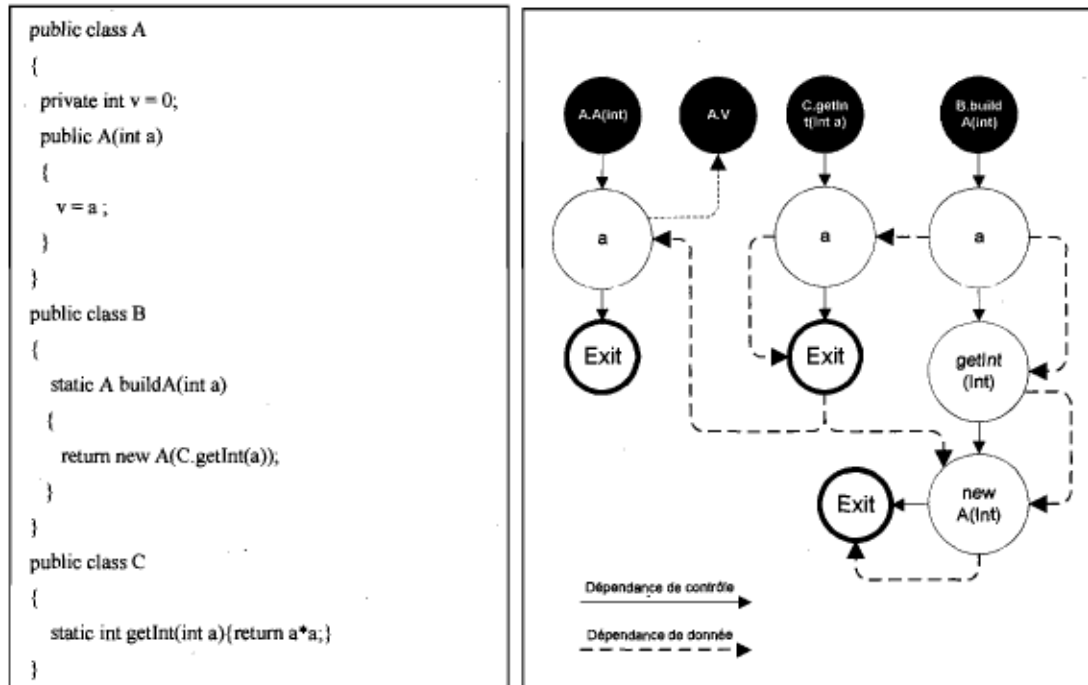 public class A
{
private int v = 0;
public A(int a)
{
v = a ;
}
}
public class B
{
static A buildA(int a)
{
return new A(C.getInt(a));
}
}
public class C
{
static int getInt(int a){return a*a;}
}
A.A(int)
A.V
C.getIn
t(Int a)
B.build
A(int)
a
a
a
Exit
Exit
getInt
(Int)
Exit
new
A(Int)
Dépendance de contrôle
Dépendance de donnée